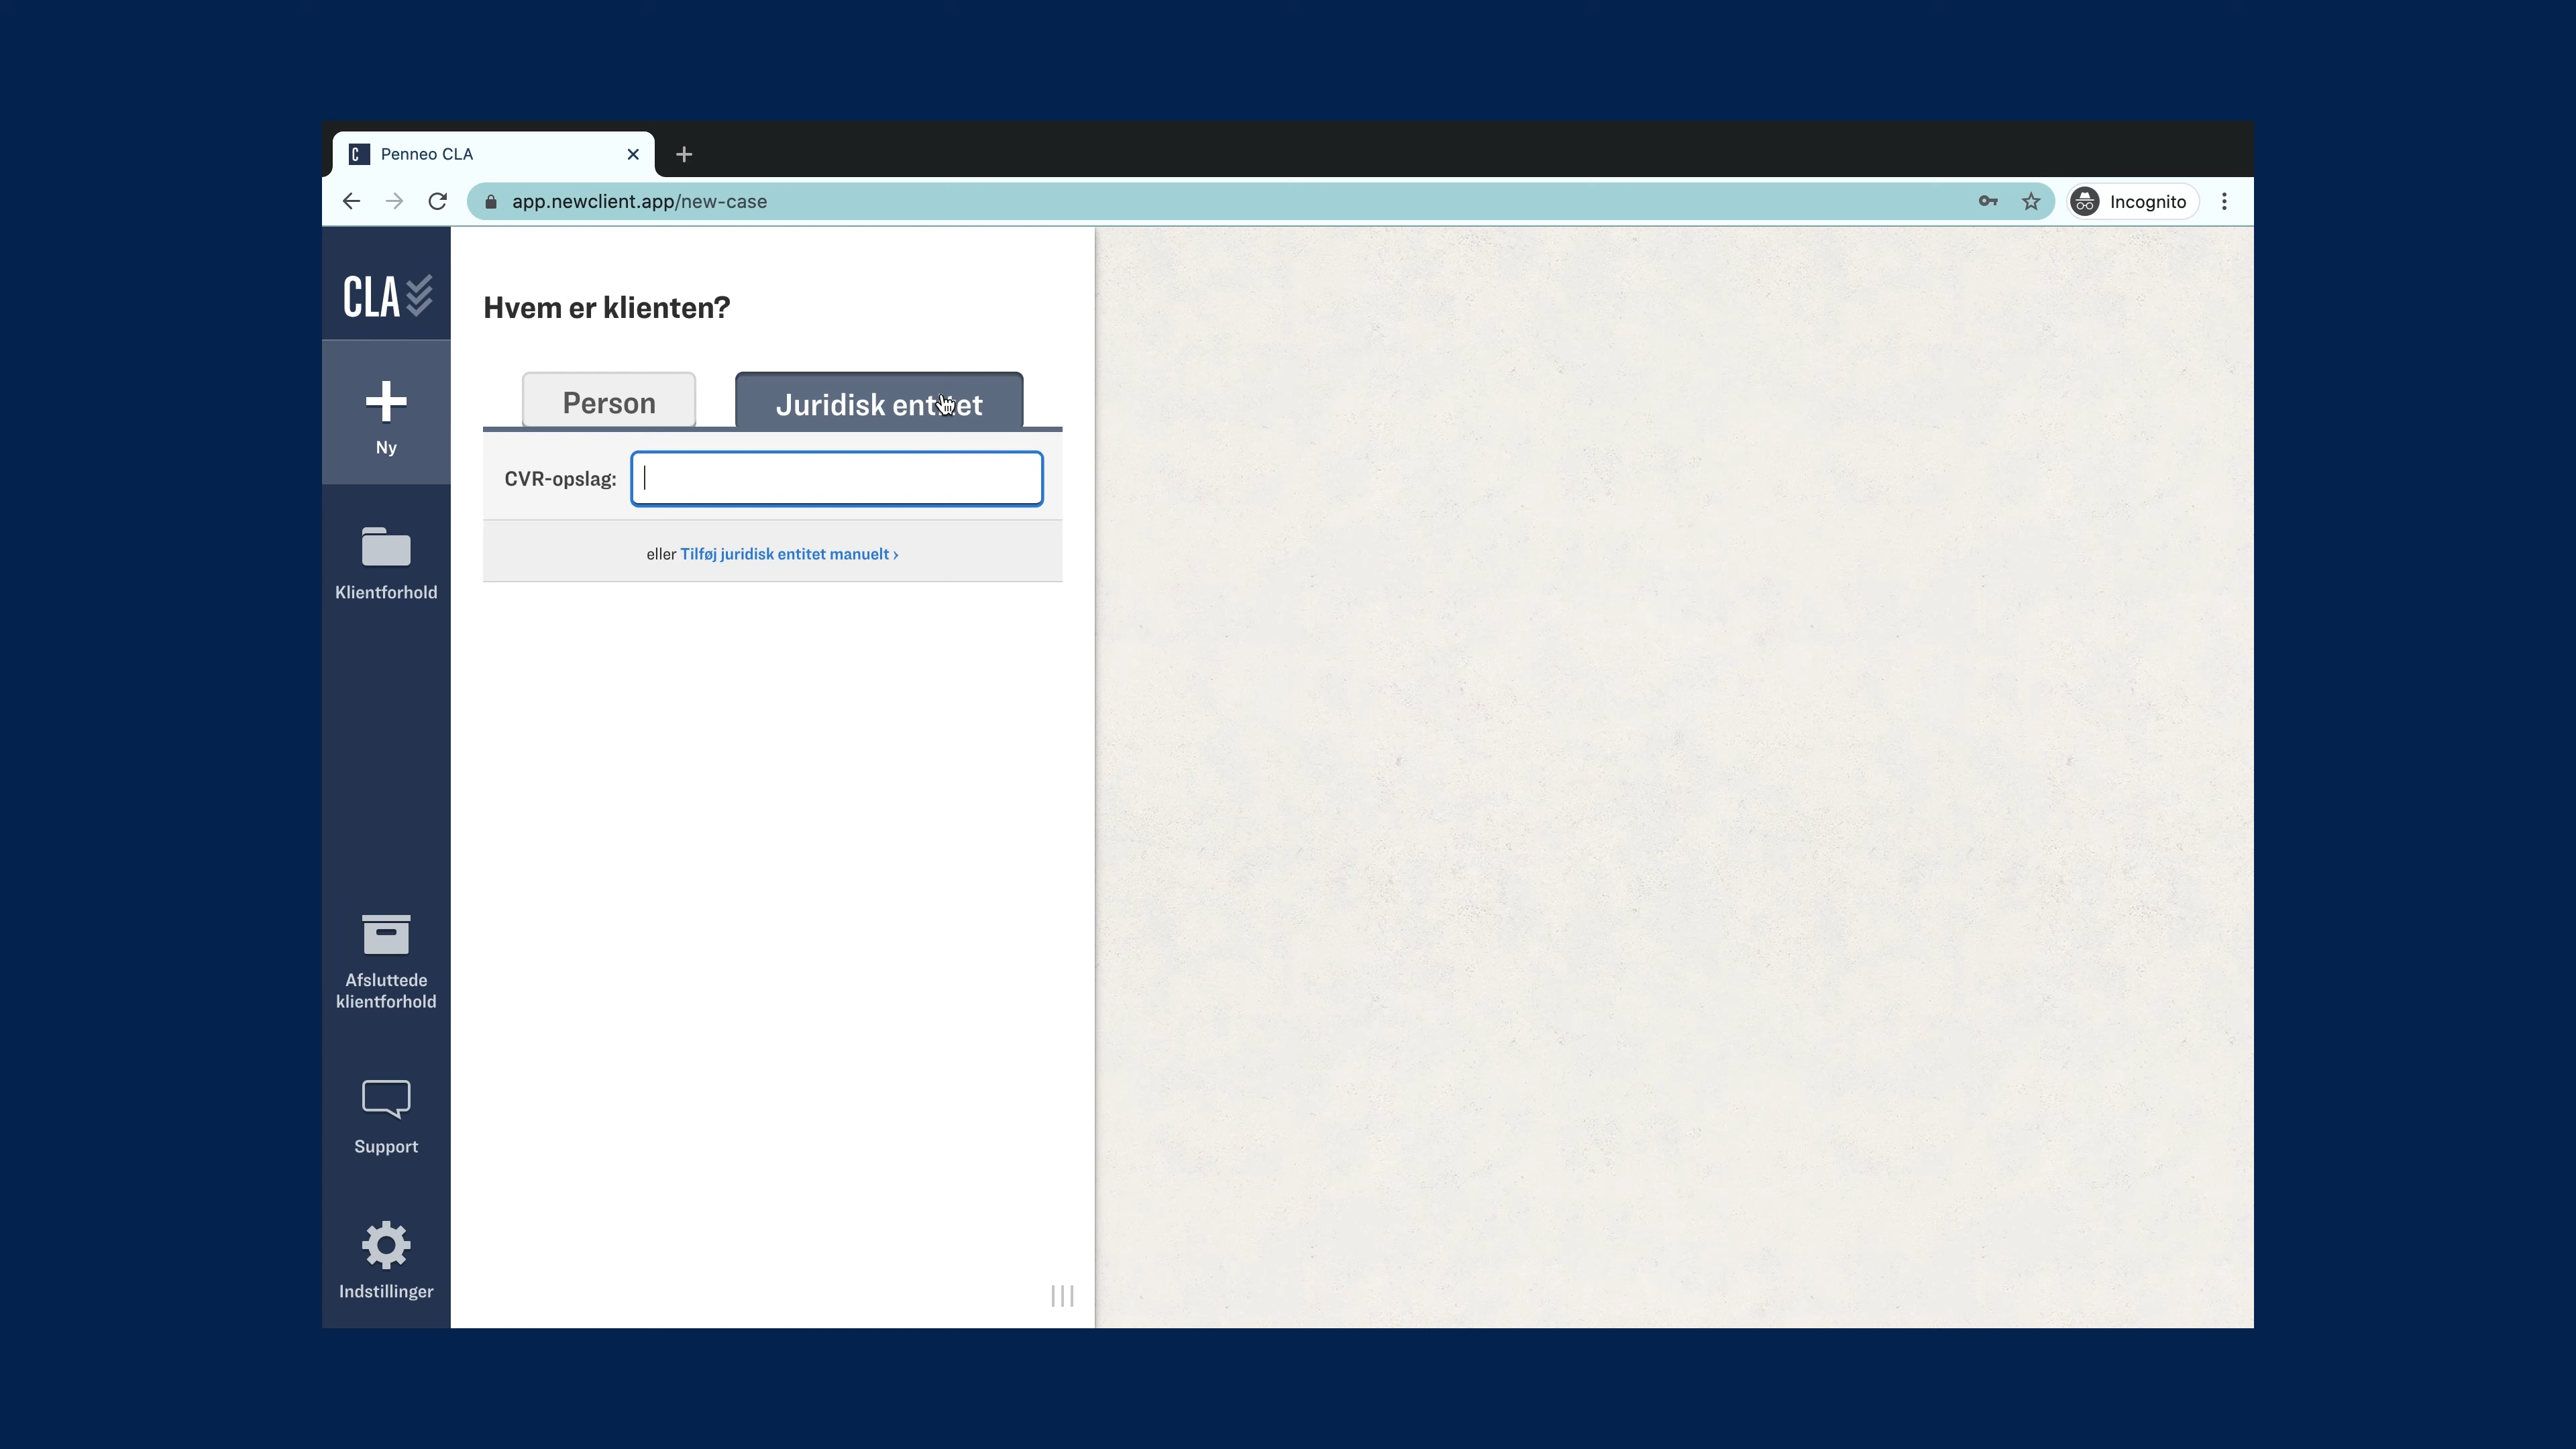 Penneo CLA
app.newclient.app/new-case
Incognito
CLA
Ny
Klientforhold
Afsluttede
klientforhold
Support
Indstillinger
Hvem er klienten?
Person
Juridisk entitet
CVR-opslag:
eller Tilføj juridisk entitet manuelt ›